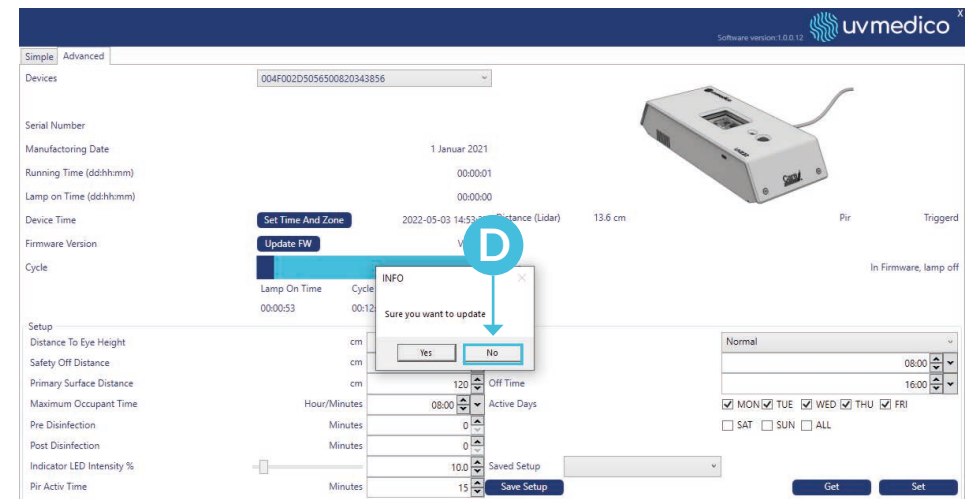 X
Software version:1.0.0.12 uvmedico
Simple Advanced
Devices 004F002D5056500820343856
Serial Number
Manufactoring Date 1 Januar 2021
Running Time (dd:hh:mm) 00:00:01
Lamp on Time (dd:hh:mm) 00:00:00
Device Time Set Time And Zone 2022-05-03 14:53: Distance (Lidar) 13.6 cm Pir Triggerd
Firmware Version Update FW V
D
Cycle In Firmware, lamp off
INFO
Lamp On Time Cycle
00:00:53 00:12:
Sure you want to update
Yes No
Setup
Distance To Eye Height cm Normal
Safety Off Distance cm 08:00
Primary Surface Distance cm 120 Off Time 16:00
Maximum Occupant Time Hour/Minutes 08:00 Active Days MON TUE WED THU FRI
Pre Disinfection Minutes 0 SAT SUN ALL
Post Disinfection Minutes 0
Indicator LED Intensity % 10.0 Saved Setup
Pir Activ Time Minutes 15 Save Setup Get Set